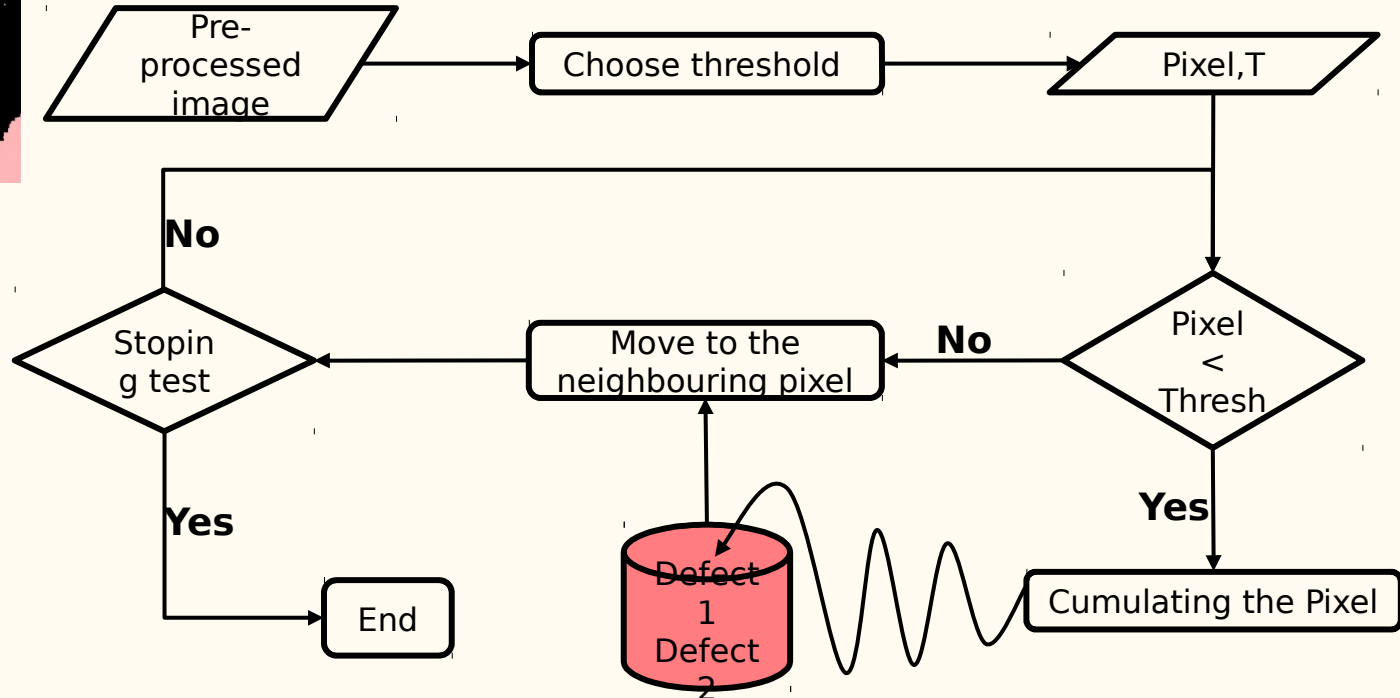 Pre-
processed
image
Choose threshold
Pixel,T
No
Stopin
g test
Move to the
neighbouring pixel
No
Pixel
<
Thresh
Yes
Yes
End
Defect
1
Defect
2
Cumulating the Pixel